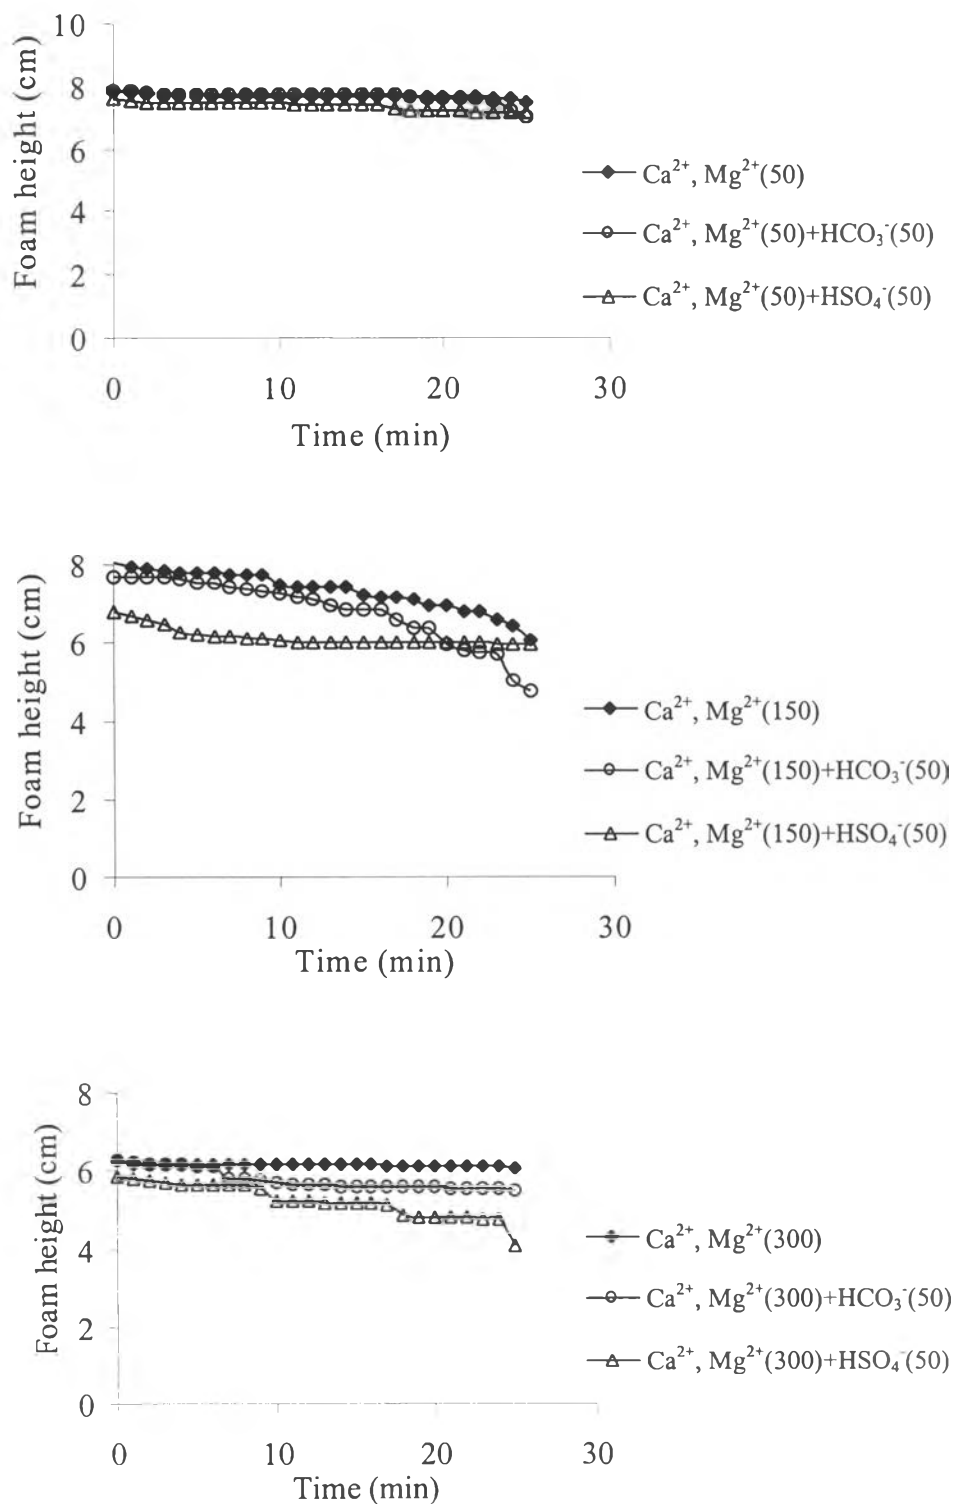 10
8
6
4
2
0
Foam height (cm)
0 10 20 30
Time (min)
Ca²⁺, Mg²⁺(50)
Ca²⁺, Mg²⁺(50)+HCO₃⁻(50)
Ca²⁺, Mg²⁺(50)+HSO₄⁻(50)
8
6
4
2
0
Foam height (cm)
0 10 20 30
Time (min)
Ca²⁺, Mg²⁺(150)
Ca²⁺, Mg²⁺(150)+HCO₃⁻(50)
Ca²⁺, Mg²⁺(150)+HSO₄⁻(50)
8
6
4
2
0
Foam height (cm)
0 10 20 30
Time (min)
Ca²⁺, Mg²⁺(300)
Ca²⁺, Mg²⁺(300)+HCO₃⁻(50)
Ca²⁺, Mg²⁺(300)+HSO₄⁻(50)